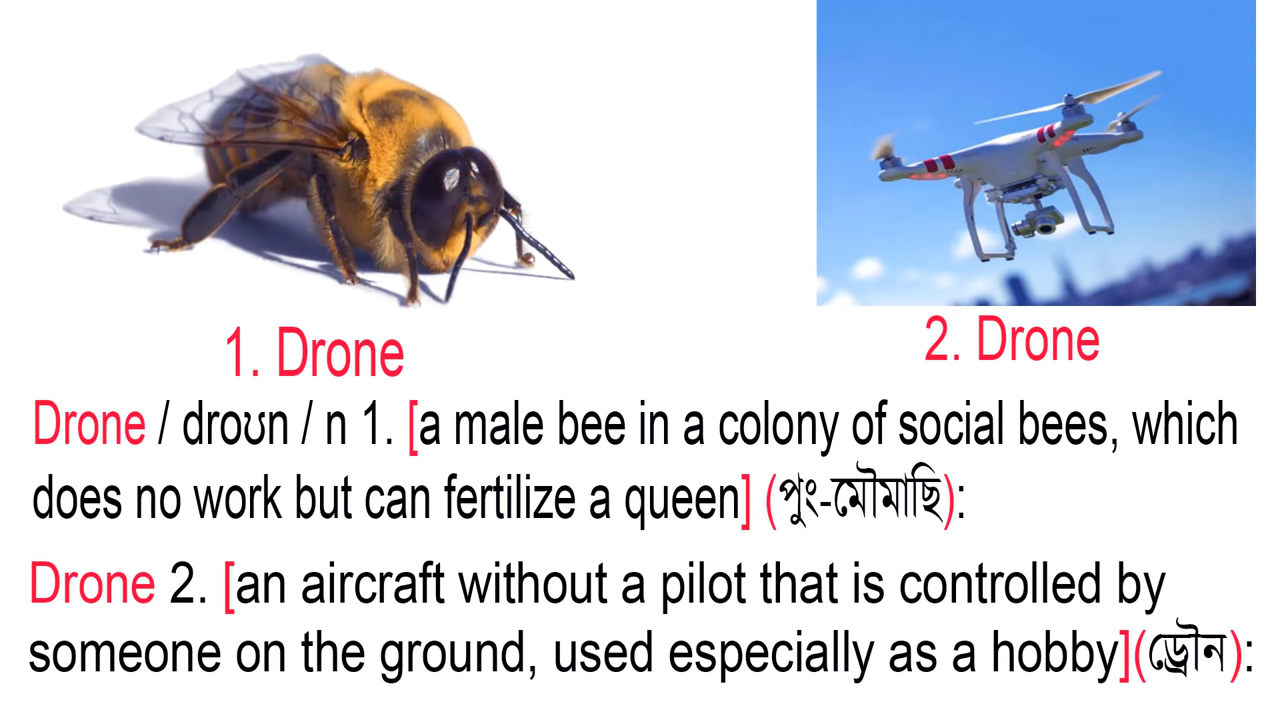 1. Drone
2. Drone
Drone / droʊn / n 1. [a male bee in a colony of social bees, which
does no work but can fertilize a queen] (পুং-মৌমাছি):
Drone 2. [an aircraft without a pilot that is controlled by
someone on the ground, used especially as a hobby](ড্রৌন):